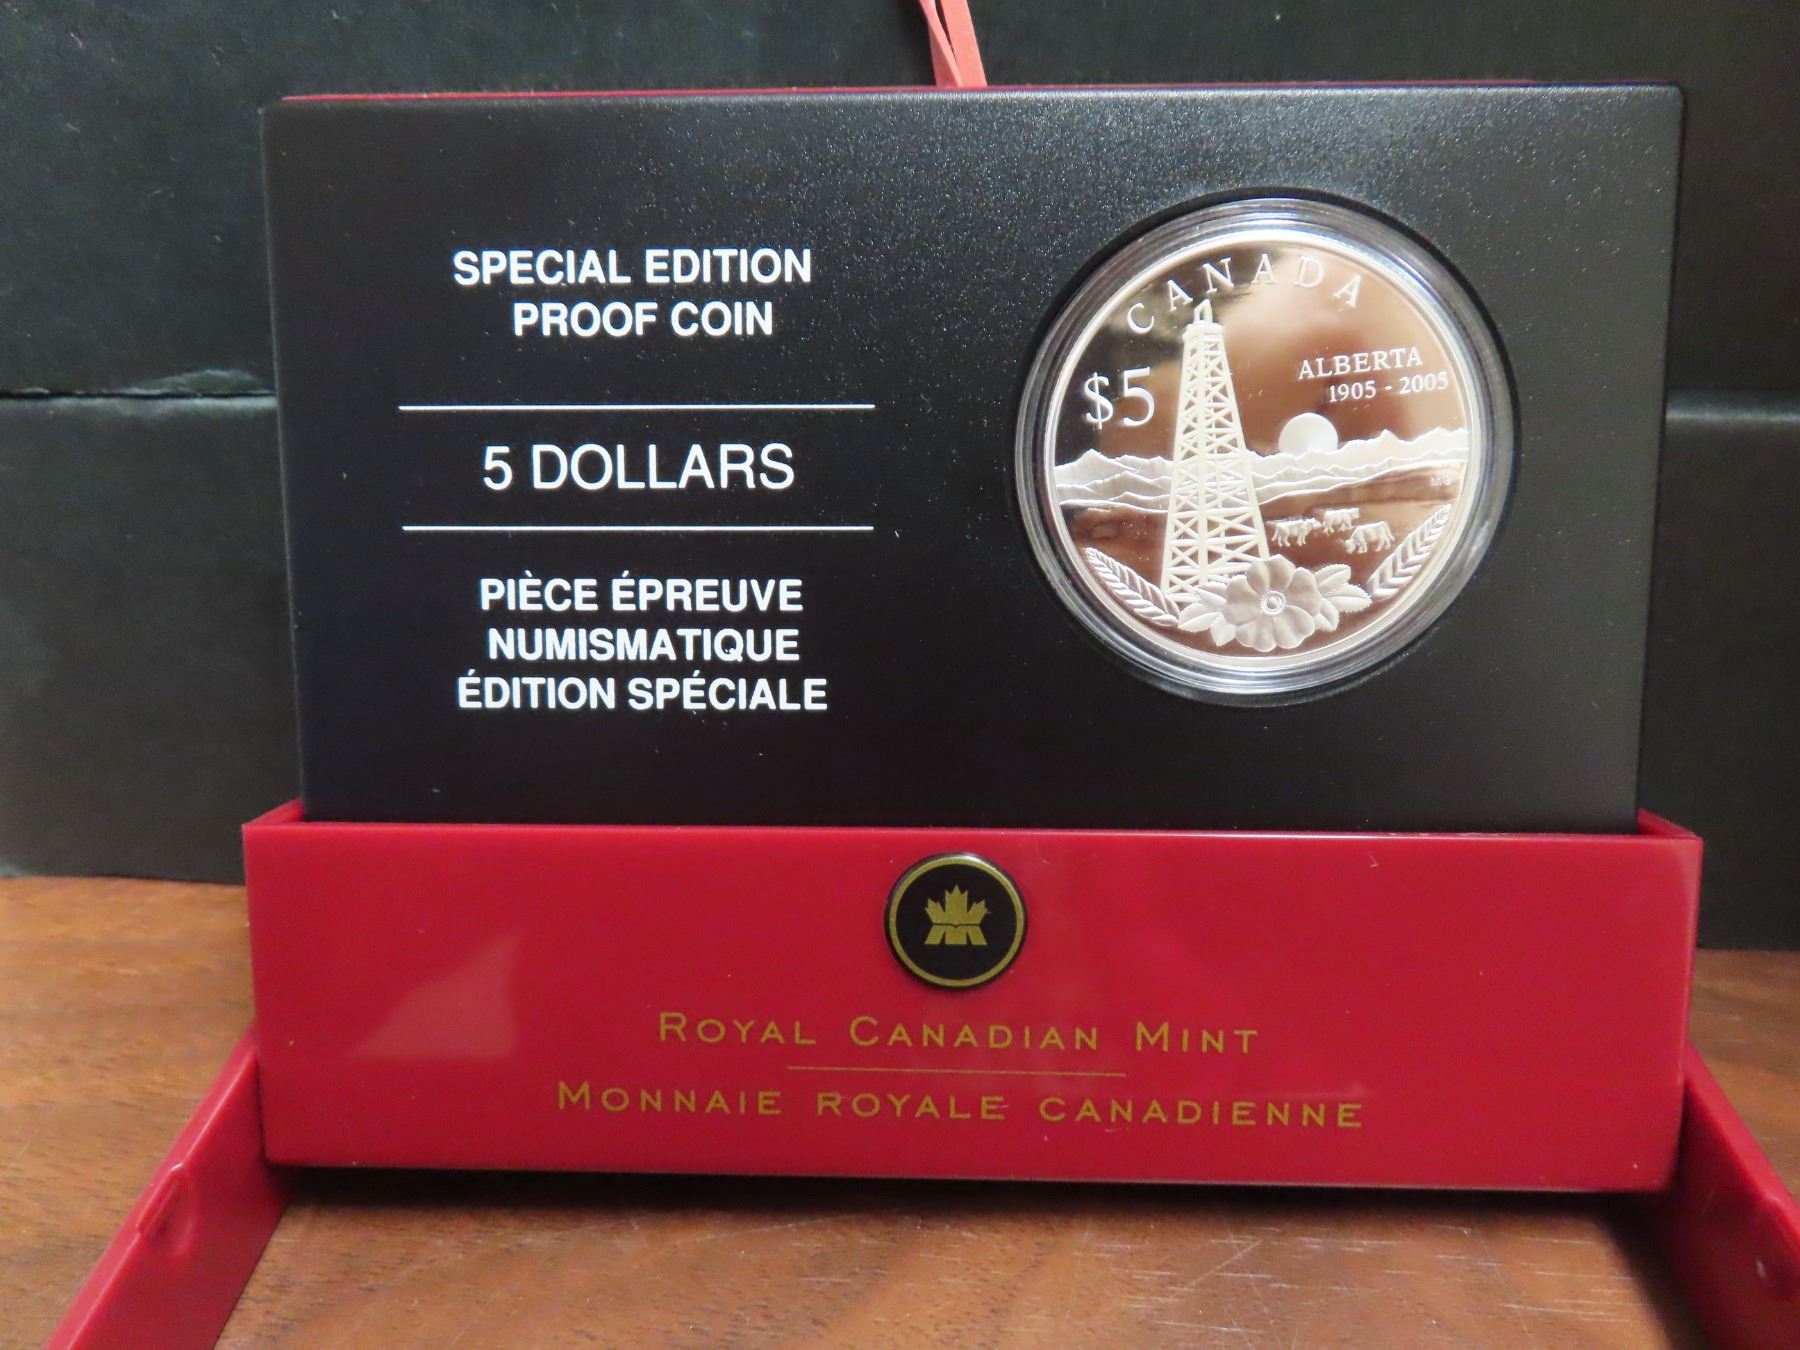 SPECIAL EDITION
PROOF COIN
5 DOLLARS
PIÈCE ÉPREUVE
NUMISMATIQUE
ÉDITION SPÉCIALE
CANADA
$5
ALBERTA
1905 - 2005
MG
ROYAL CANADIAN MINT
MONNAIE ROYALE CANADIENNE